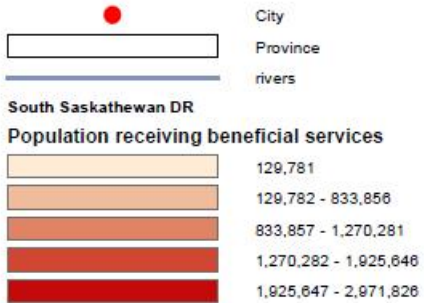 City
Province
rivers
South Saskathewan DR
Population receiving beneficial services
129,781
129,782 - 833,856
833,857 - 1,270,281
1,270,282 - 1,925,646
1,925,647 - 2,971,826